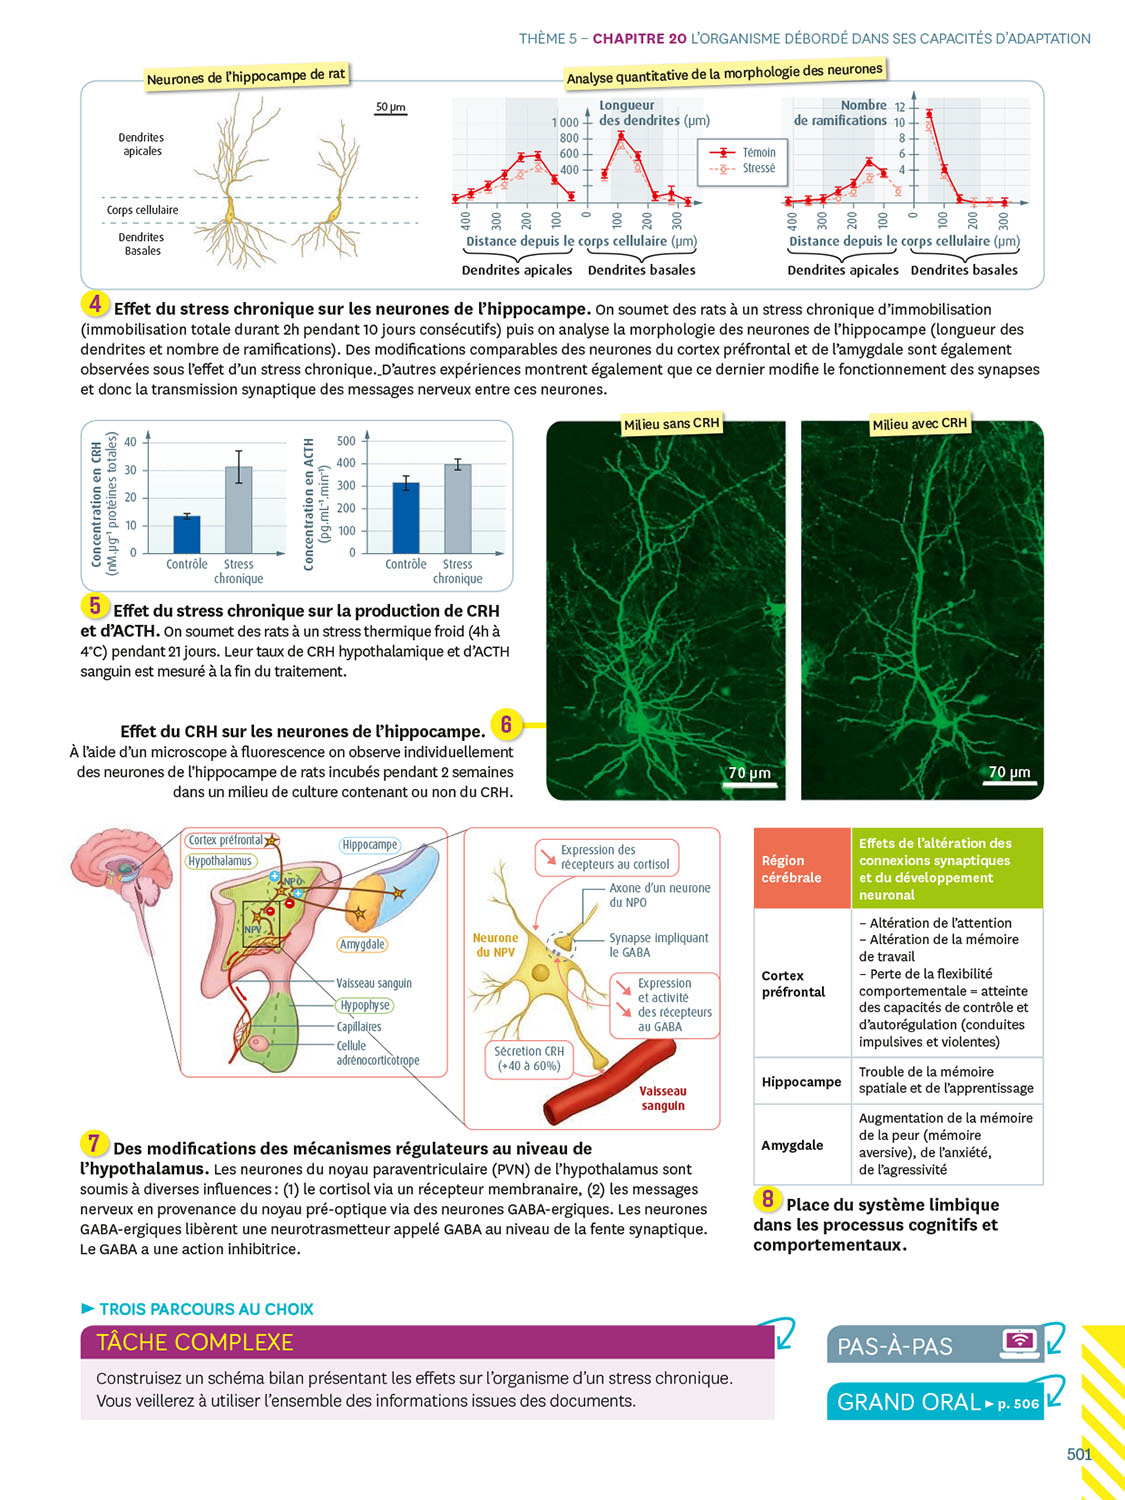 THÈME 5 – CHAPITRE 20 L'ORGANISME DÉBORDÉ DANS SES CAPACITÉS D'ADAPTATION
Neurones de l'hippocampe de rat
50 µm
Dendrites
apicales
Corps cellulaire
Dendrites
Basales
Analyse quantitative de la morphologie des neurones
Longueur
des dendrites (µm)
1 000
800
600
400
400
300
200
100
0
100
200
300
Distance depuis le corps cellulaire (µm)
Dendrites apicales
Dendrites basales
Témoin
Stressé
Nombre
de ramifications
12
10
8
6
4
400
300
200
100
0
100
200
300
Distance depuis le corps cellulaire (µm)
Dendrites apicales
Dendrites basales
4 Effet du stress chronique sur les neurones de l'hippocampe. On soumet des rats à un stress chronique d'immobilisation
(immobilisation totale durant 2h pendant 10 jours consécutifs) puis on analyse la morphologie des neurones de l'hippocampe (longueur des
dendrites et nombre de ramifications). Des modifications comparables des neurones du cortex préfrontal et de l'amygdale sont également
observées sous l'effet d'un stress chronique. D'autres expériences montrent également que ce dernier modifie le fonctionnement des synapses
et donc la transmission synaptique des messages nerveux entre ces neurones.
Concentration en CRH
(nM.µg⁻¹ protéines totales)
40
30
20
10
0
Contrôle
Stress
chronique
Concentration en ACTH
(pg.mL⁻¹.min⁻¹)
500
400
300
200
100
0
Contrôle
Stress
chronique
5 Effet du stress chronique sur la production de CRH
et d'ACTH. On soumet des rats à un stress thermique froid (4h à
4°C) pendant 21 jours. Leur taux de CRH hypothalamique et d'ACTH
sanguin est mesuré à la fin du traitement.
Effet du CRH sur les neurones de l'hippocampe. 6
À l'aide d'un microscope à fluorescence on observe individuellement
des neurones de l'hippocampe de rats incubés pendant 2 semaines
dans un milieu de culture contenant ou non du CRH.
Milieu sans CRH
70 µm
Milieu avec CRH
70 µm
Cortex préfrontal
Hypothalamus
Hippocampe
NPO
NPV
Amygdale
Vaisseau sanguin
Hypophyse
Capillaires
Cellule
adrénocorticotrope
Expression des
récepteurs au cortisol
Axone d'un neurone
du NPO
Neurone
du NPV
Synapse impliquant
le GABA
Expression
et activité
des récepteurs
au GABA
Sécrétion CRH
(+40 à 60%)
Vaisseau
sanguin
7 Des modifications des mécanismes régulateurs au niveau de
l'hypothalamus. Les neurones du noyau paraventriculaire (PVN) de l'hypothalamus sont
soumis à diverses influences : (1) le cortisol via un récepteur membranaire, (2) les messages
nerveux en provenance du noyau pré-optique via des neurones GABA-ergiques. Les neurones
GABA-ergiques libèrent une neurotrasmetteur appelé GABA au niveau de la fente synaptique.
Le GABA a une action inhibitrice.
Région
cérébrale
Effets de l'altération des
connexions synaptiques
et du développement
neuronal
Cortex
préfrontal
– Altération de l'attention
– Altération de la mémoire
de travail
– Perte de la flexibilité
comportementale = atteinte
des capacités de contrôle et
d'autorégulation (conduites
impulsives et violentes)
Hippocampe
Trouble de la mémoire
spatiale et de l'apprentissage
Amygdale
Augmentation de la mémoire
de la peur (mémoire
aversive), de l'anxiété,
de l'agressivité
8 Place du système limbique
dans les processus cognitifs et
comportementaux.
► TROIS PARCOURS AU CHOIX
TÂCHE COMPLEXE
Construisez un schéma bilan présentant les effets sur l'organisme d'un stress chronique.
Vous veillerez à utiliser l'ensemble des informations issues des documents.
PAS-À-PAS
GRAND ORAL ► p. 506
501